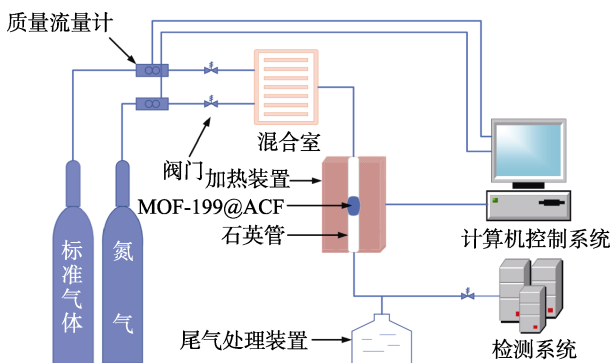 质量流量计
混合室
阀门
加热装置
MOF-199@ACF
石英管
计算机控制系统
标准气体
氮气
尾气处理装置
检测系统